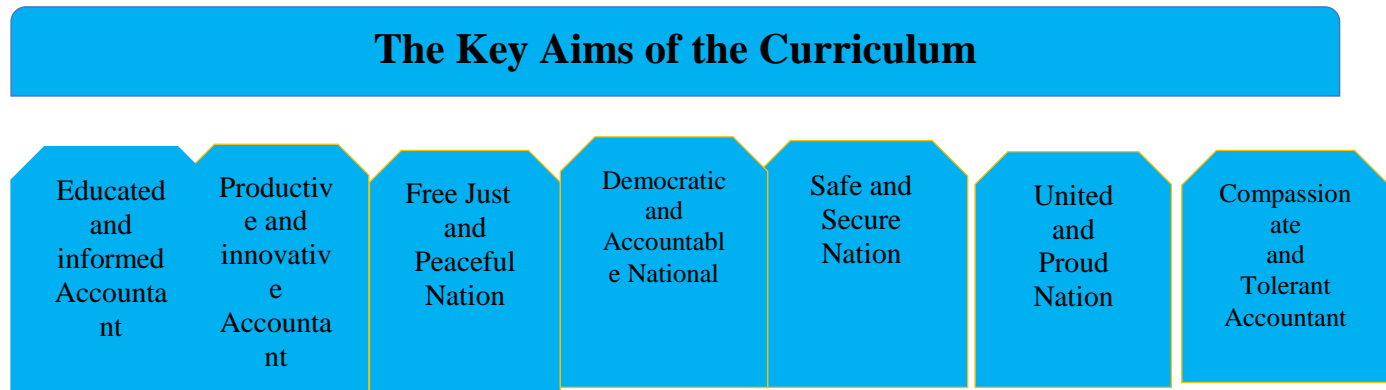 The Key Aims of the Curriculum
Educated
and
informed
Accounta
nt
Productiv
e and
innovativ
e
Accounta
nt
Free Just
and
Peaceful
Nation
Democratic
and
Accountabl
e National
Safe and
Secure
Nation
United
and
Proud
Nation
Compassion
ate
and
Tolerant
Accountant